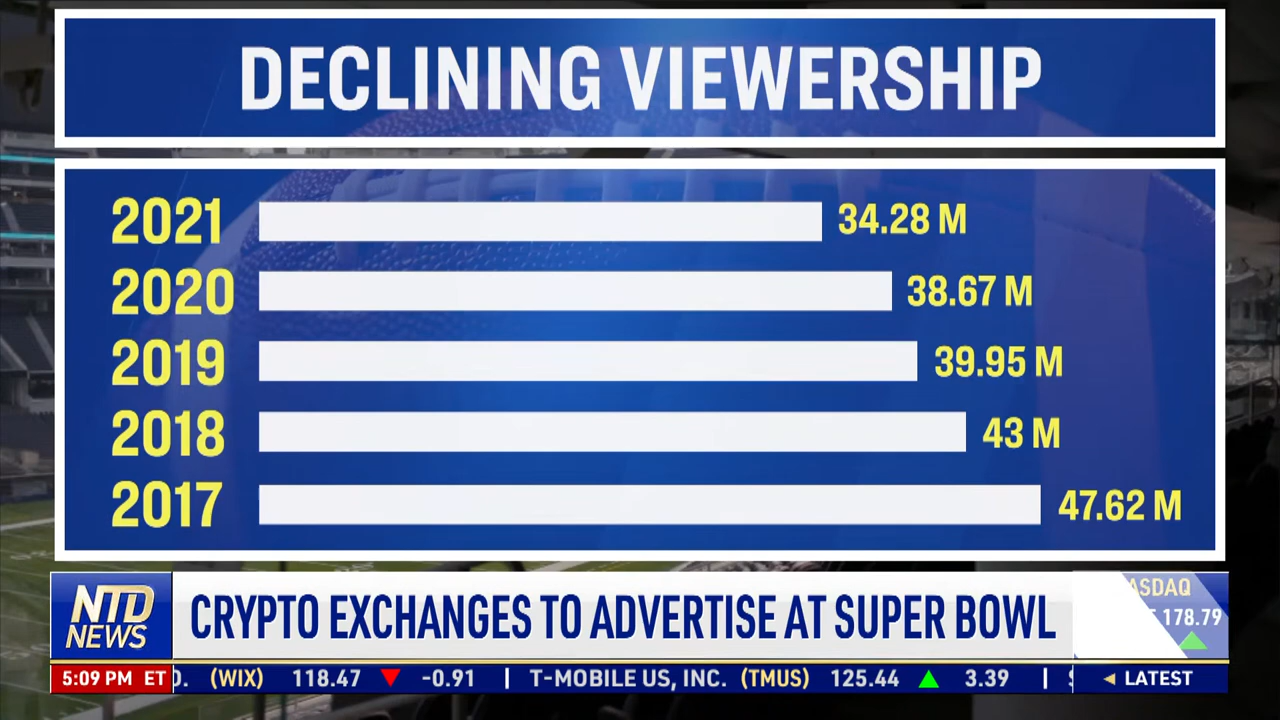 DECLINING VIEWERSHIP
2021 34.28 M
2020 38.67 M
2019 39.95 M
2018 43 M
2017 47.62 M
NTD
NEWS
CRYPTO EXCHANGES TO ADVERTISE AT SUPER BOWL
178.79
5:09 PM ET (WIX) 118.47 ▼ -0.91 | T-MOBILE US, INC. (TMUS) 125.44 ▲ 3.39 | ◄ LATEST